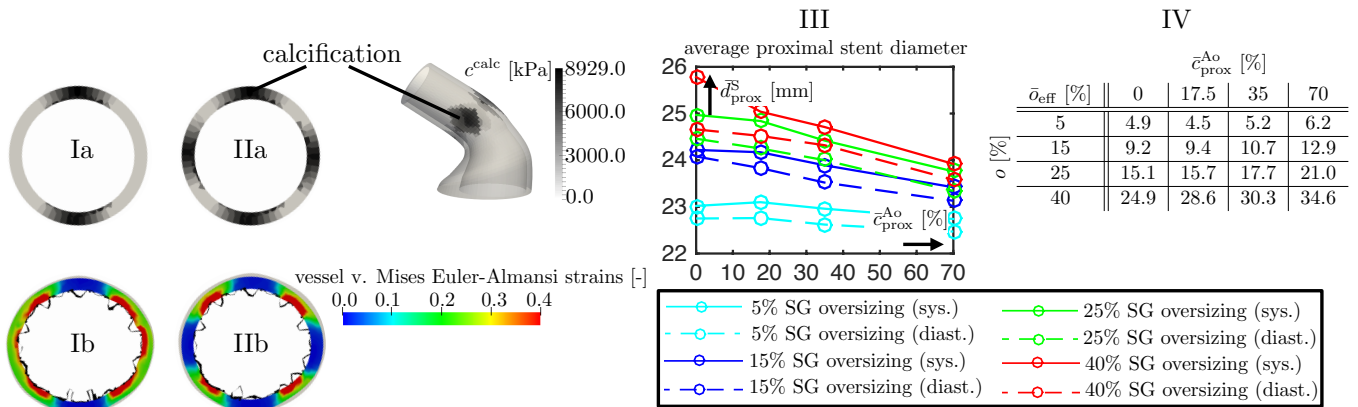 calcification
c^calc [kPa]
8929.0
6000.0
3000.0
0.0
Ia
IIa
vessel v. Mises Euler-Almansi strains [-]
0.0 0.1 0.2 0.3 0.4
Ib
IIb
III
average proximal stent diameter
26
25
24
23
22
d̄^S_prox [mm]
c̄^Ao_prox [%]
0 10 20 30 40 50 60 70
5% SG oversizing (sys.)
5% SG oversizing (diast.)
15% SG oversizing (sys.)
15% SG oversizing (diast.)
25% SG oversizing (sys.)
25% SG oversizing (diast.)
40% SG oversizing (sys.)
40% SG oversizing (diast.)
IV
c̄^Ao_prox [%]
ō_eff [%] 0 17.5 35 70
o [%]
5 4.9 4.5 5.2 6.2
15 9.2 9.4 10.7 12.9
25 15.1 15.7 17.7 21.0
40 24.9 28.6 30.3 34.6